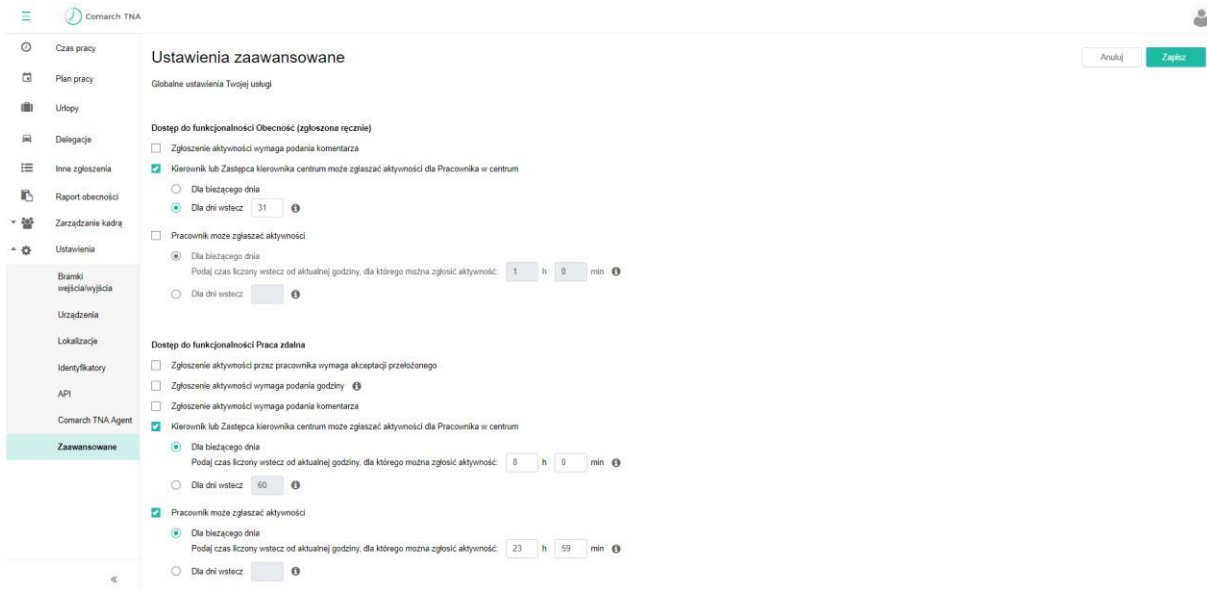 Comarch TNA
Czas pracy
Plan pracy
Urlopy
Delegacje
Inne zgłoszenia
Raport obecności
Zarządzanie kadrą
Ustawienia
Bramki
wejścia/wyjścia
Urządzenia
Lokalizacje
Identyfikatory
API
Comarch TNA Agent
Zaawansowane
Ustawienia zaawansowane
Anuluj
Zapisz
Globalne ustawienia Twojej usługi
Dostęp do funkcjonalności Obecność (zgłoszona ręcznie)
Zgłoszenie aktywności wymaga podania komentarza
Kierownik lub Zastępca kierownika centrum może zgłaszać aktywności dla Pracownika w centrum
Dla bieżącego dnia
Dla dni wstecz 31
Pracownik może zgłaszać aktywności
Dla bieżącego dnia
Podaj czas liczony wstecz od aktualnej godziny, dla którego można zgłosić aktywność: 1 h 0 min
Dla dni wstecz
Dostęp do funkcjonalności Praca zdalna
Zgłoszenie aktywności przez pracownika wymaga akceptacji przełożonego
Zgłoszenie aktywności wymaga podania godziny
Zgłoszenie aktywności wymaga podania komentarza
Kierownik lub Zastępca kierownika centrum może zgłaszać aktywności dla Pracownika w centrum
Dla bieżącego dnia
Podaj czas liczony wstecz od aktualnej godziny, dla którego można zgłosić aktywność: 8 h 0 min
Dla dni wstecz 60
Pracownik może zgłaszać aktywności
Dla bieżącego dnia
Podaj czas liczony wstecz od aktualnej godziny, dla którego można zgłosić aktywność: 23 h 59 min
Dla dni wstecz